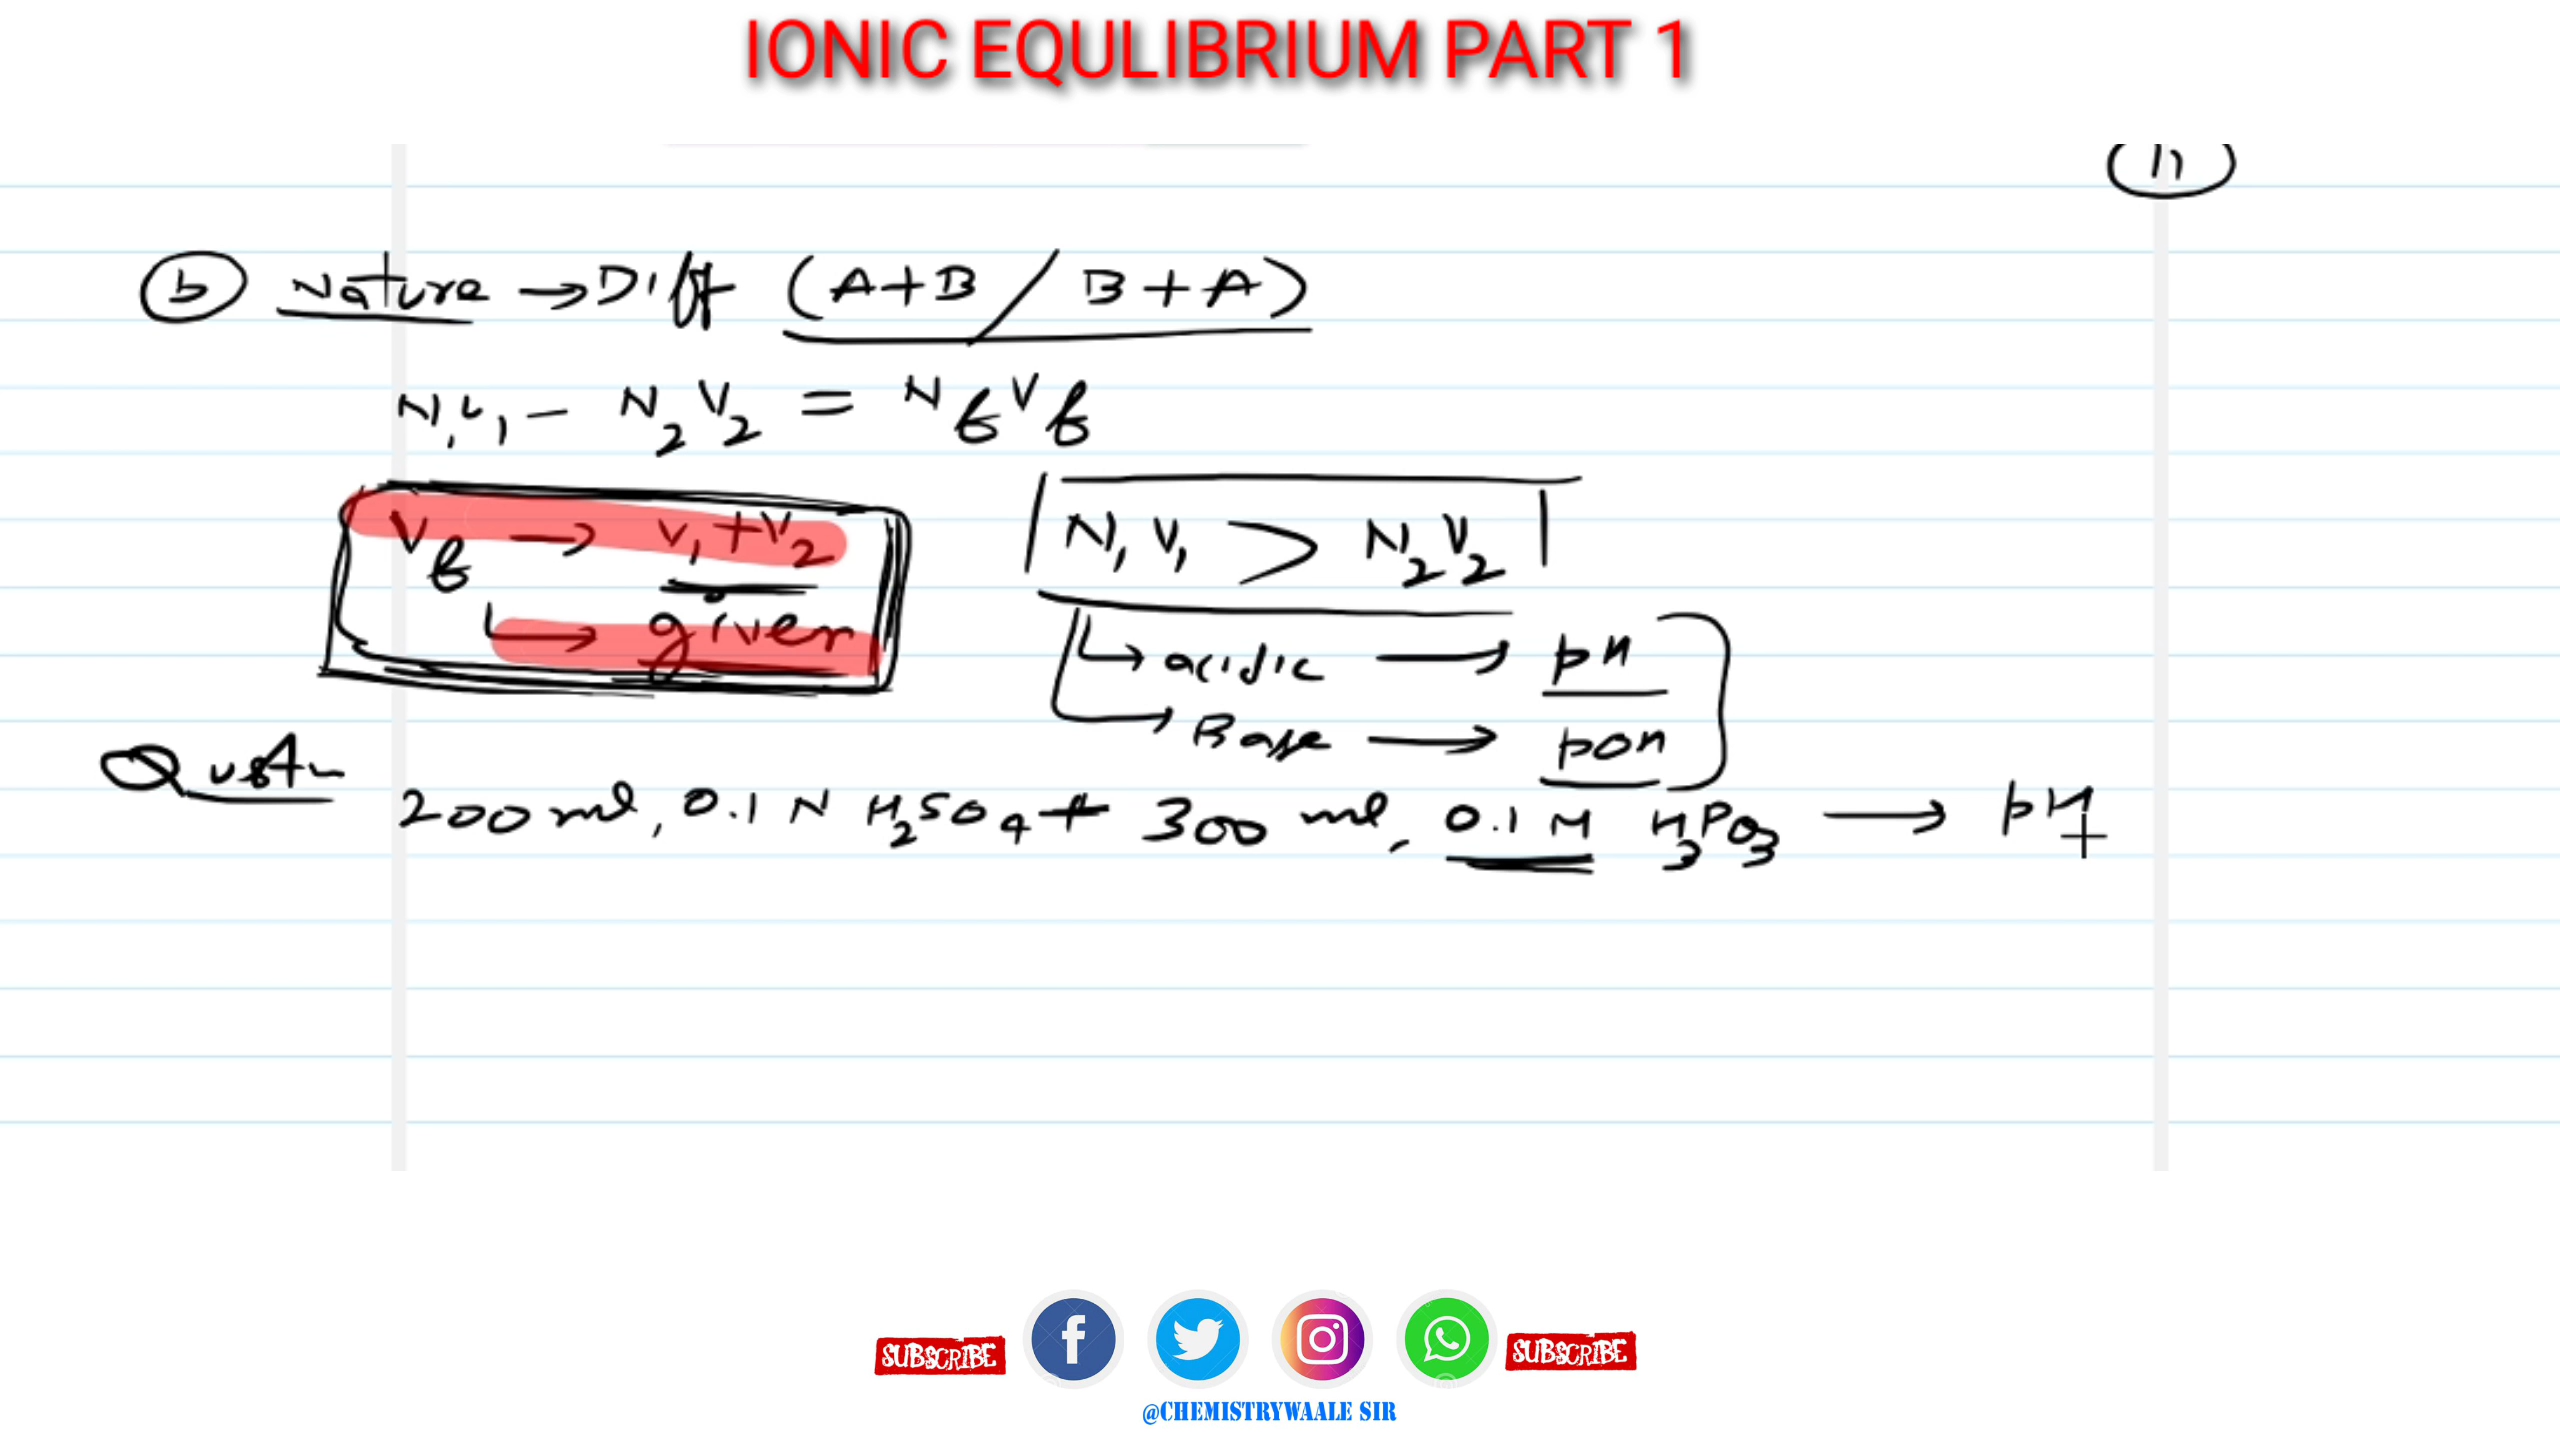 IONIC EQULIBRIUM PART 1
11
b Nature → Diff (A+B / B+A)
N₁V₁ − N₂V₂ = NfVf
Vf → V₁+V₂
↳ given
N₁V₁ > N₂V₂
↳ acidic → pH
↳ Base → pOH
200 ml, 0.1 N H₂SO₄ + 300 ml, 0.1 M H₃PO₃ → pH
SUBSCRIBE
SUBSCRIBE
@CHEMISTRYWAALE SIR